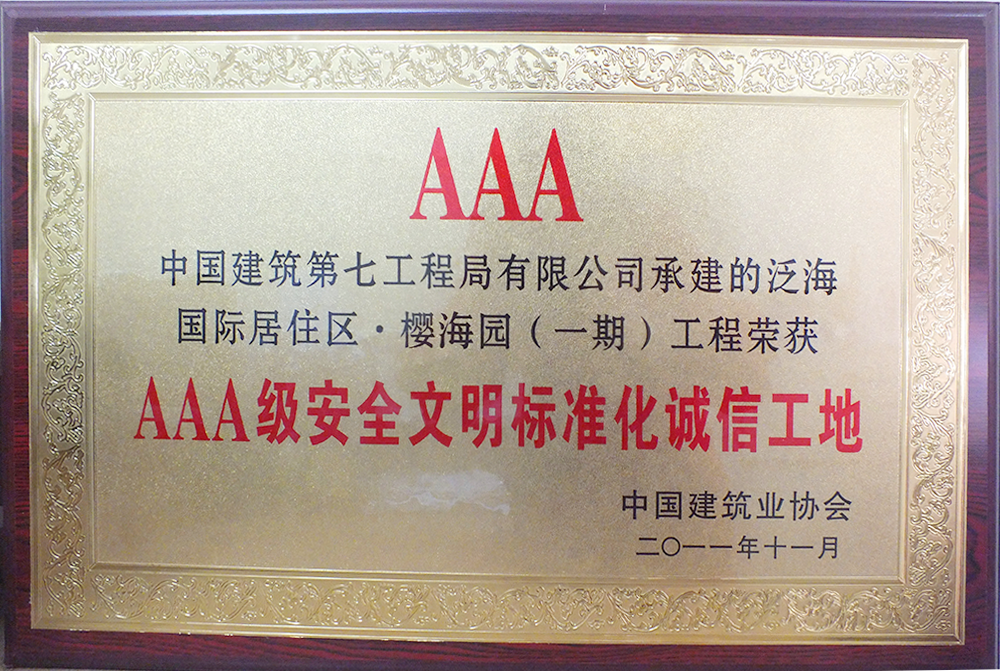 AAA
中国建筑第七工程局有限公司承建的泛海
国际居住区·樱海园（一期）工程荣获
AAA级安全文明标准化诚信工地
中国建筑业协会
二〇一一年十一月